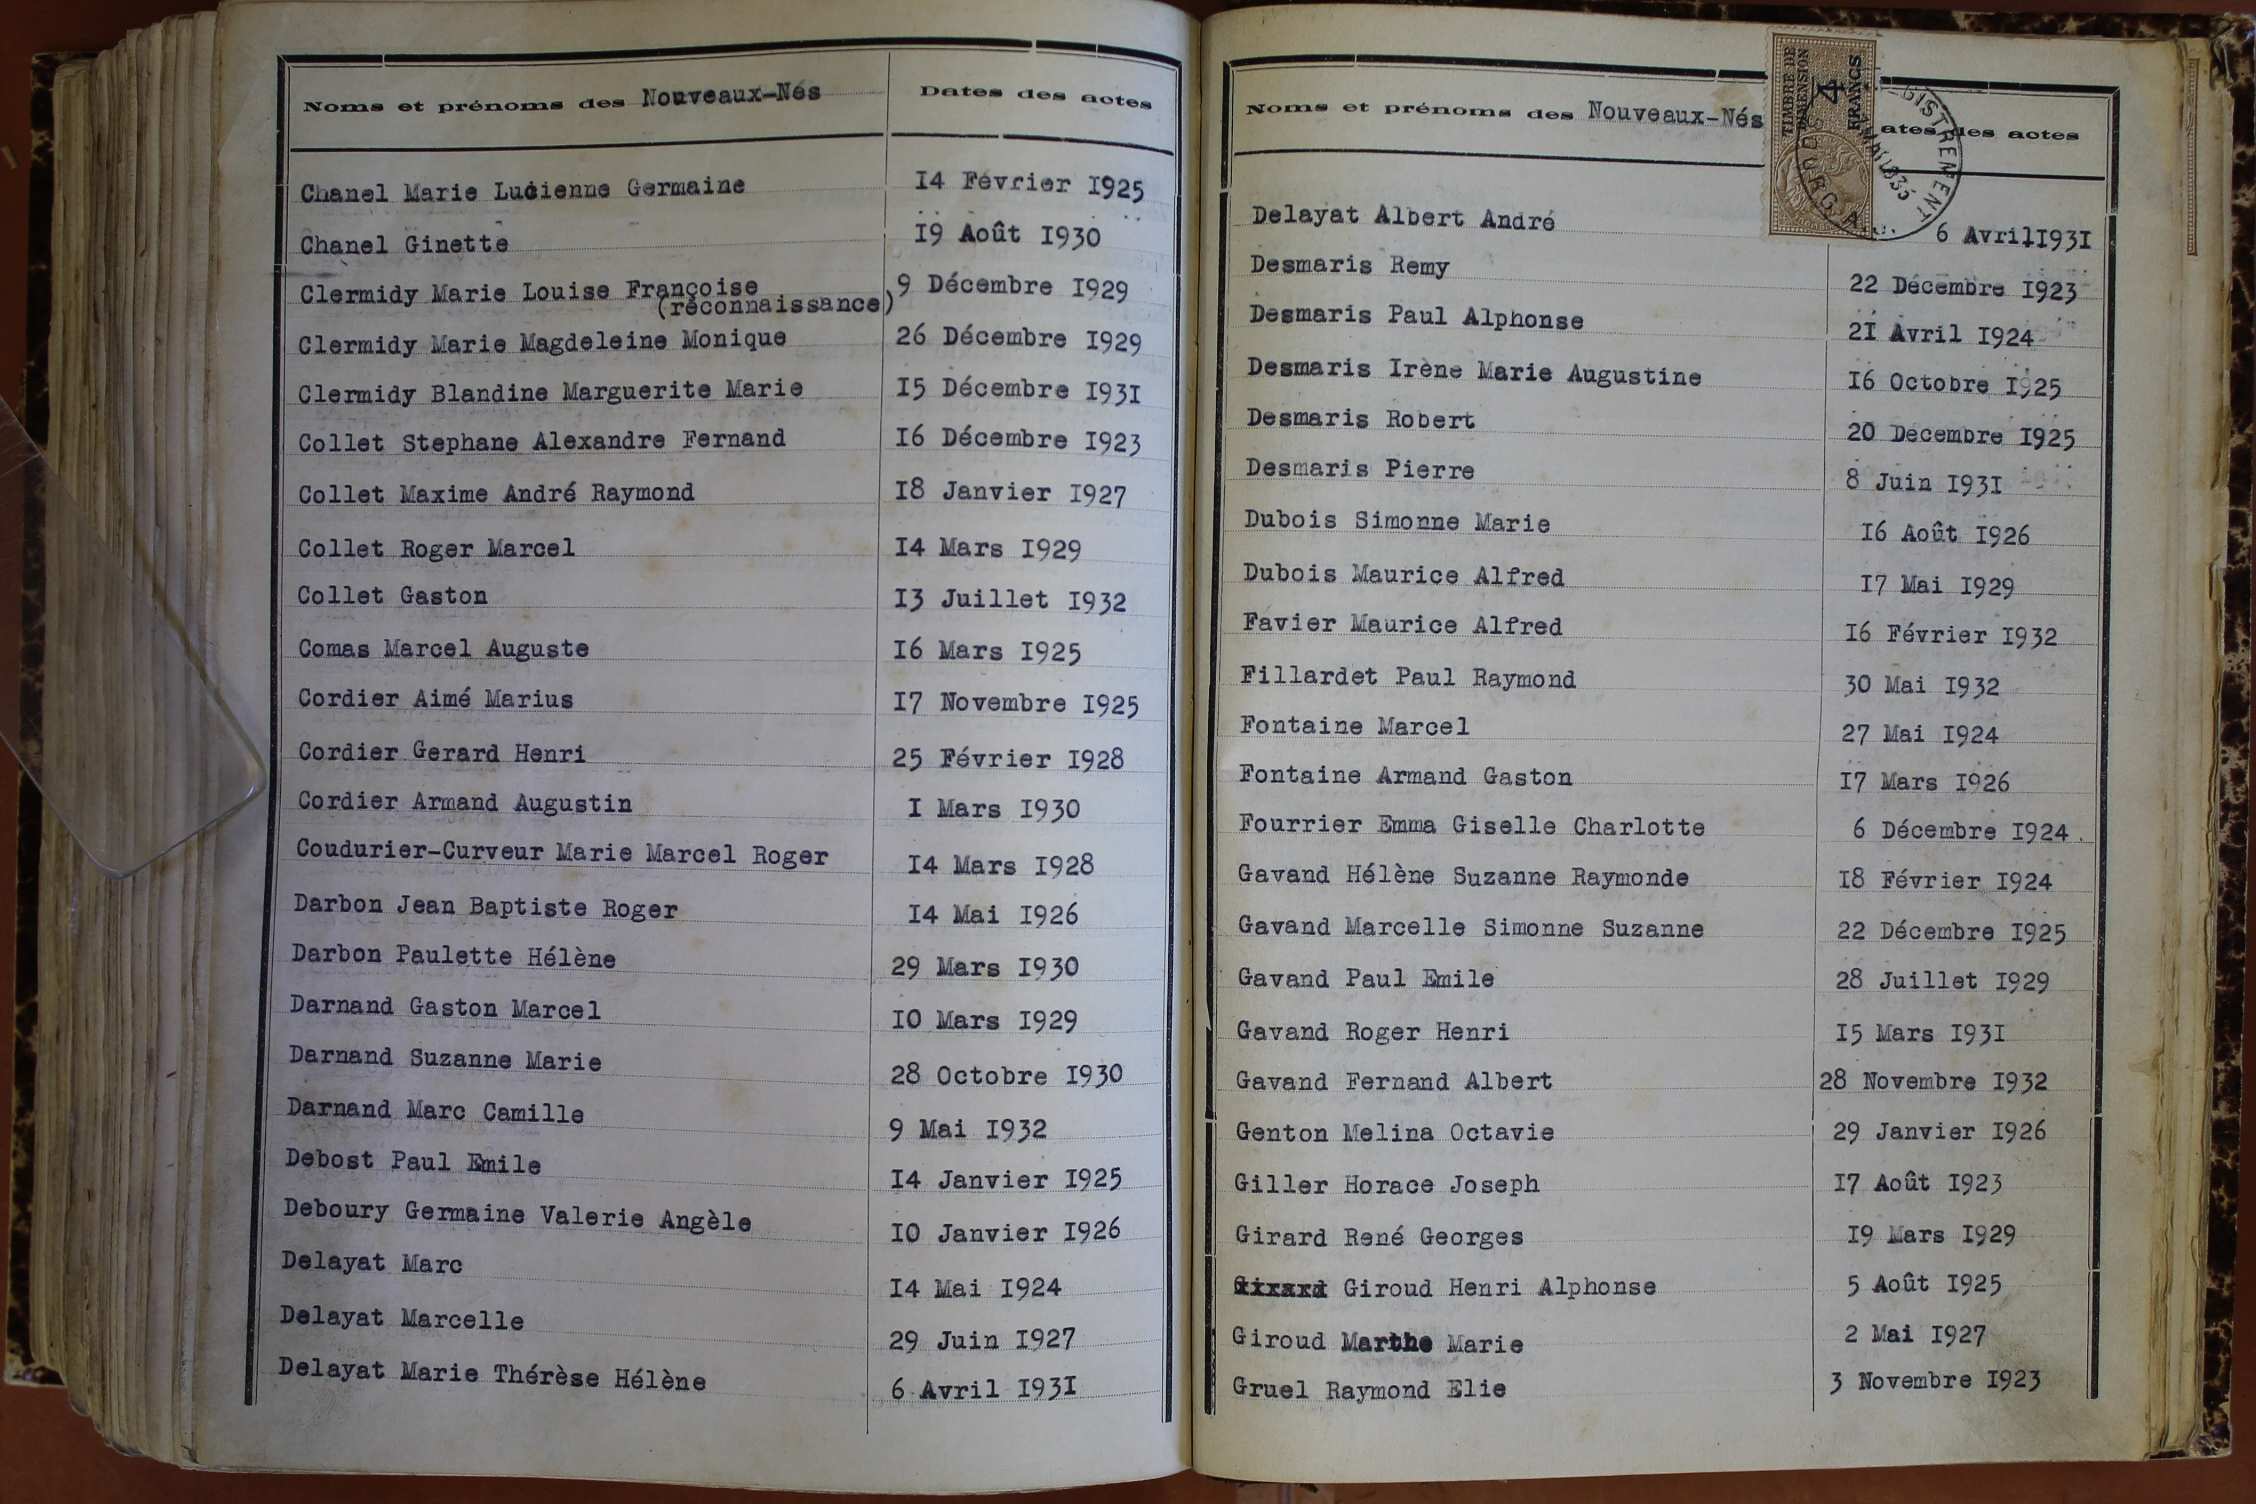 Noms et prénoms des Nouveaux-Nés Dates des actes
Chanel Marie Lucienne Germaine 14 Février 1925
Chanel Ginette 19 Août 1930
Clermidy Marie Louise Françoise 9 Décembre 1929
(réconnaissance)
Clermidy Marie Magdeleine Monique 26 Décembre 1929
Clermidy Blandine Marguerite Marie 15 Décembre 1931
Collet Stephane Alexandre Fernand 16 Décembre 1923
Collet Maxime André Raymond 18 Janvier 1927
Collet Roger Marcel 14 Mars 1929
Collet Gaston 13 Juillet 1932
Comas Marcel Auguste 16 Mars 1925
Cordier Aimé Marius 17 Novembre 1925
Cordier Gerard Henri 25 Février 1928
Cordier Armand Augustin 1 Mars 1930
Coudurier-Curveur Marie Marcel Roger 14 Mars 1928
Darbon Jean Baptiste Roger 14 Mai 1926
Darbon Paulette Hélène 29 Mars 1930
Darnand Gaston Marcel 10 Mars 1929
Darnand Suzanne Marie 28 Octobre 1930
Darnand Marc Camille 9 Mai 1932
Debost Paul Emile 14 Janvier 1925
Deboury Germaine Valerie Angèle 10 Janvier 1926
Delayat Marc 14 Mai 1924
Delayat Marcelle 29 Juin 1927
Delayat Marie Thérèse Hélène 6 Avril 1931
Noms et prénoms des Nouveaux-Nés ates des actes
TIMBRE DE
DIMENSION
4
FRANCS
Delayat Albert André 6 Avril 1931
Desmaris Remy 22 Décembre 1923
Desmaris Paul Alphonse 21 Avril 1924
Desmaris Irène Marie Augustine 16 Octobre 1925
Desmaris Robert 20 Decembre 1925
Desmaris Pierre 8 Juin 1931
Dubois Simonne Marie 16 Août 1926
Dubois Maurice Alfred 17 Mai 1929
Favier Maurice Alfred 16 Février 1932
Fillardet Paul Raymond 30 Mai 1932
Fontaine Marcel 27 Mai 1924
Fontaine Armand Gaston 17 Mars 1926
Fourrier Emma Giselle Charlotte 6 Décembre 1924
Gavand Hélène Suzanne Raymonde 18 Février 1924
Gavand Marcelle Simonne Suzanne 22 Décembre 1925
Gavand Paul Emile 28 Juillet 1929
Gavand Roger Henri 15 Mars 1931
Gavand Fernand Albert 28 Novembre 1932
Genton Melina Octavie 29 Janvier 1926
Giller Horace Joseph 17 Août 1923
Girard René Georges 19 Mars 1929
Girard Giroud Henri Alphonse 5 Août 1925
Giroud Marthe Marie 2 Mai 1927
Gruel Raymond Elie 3 Novembre 1923